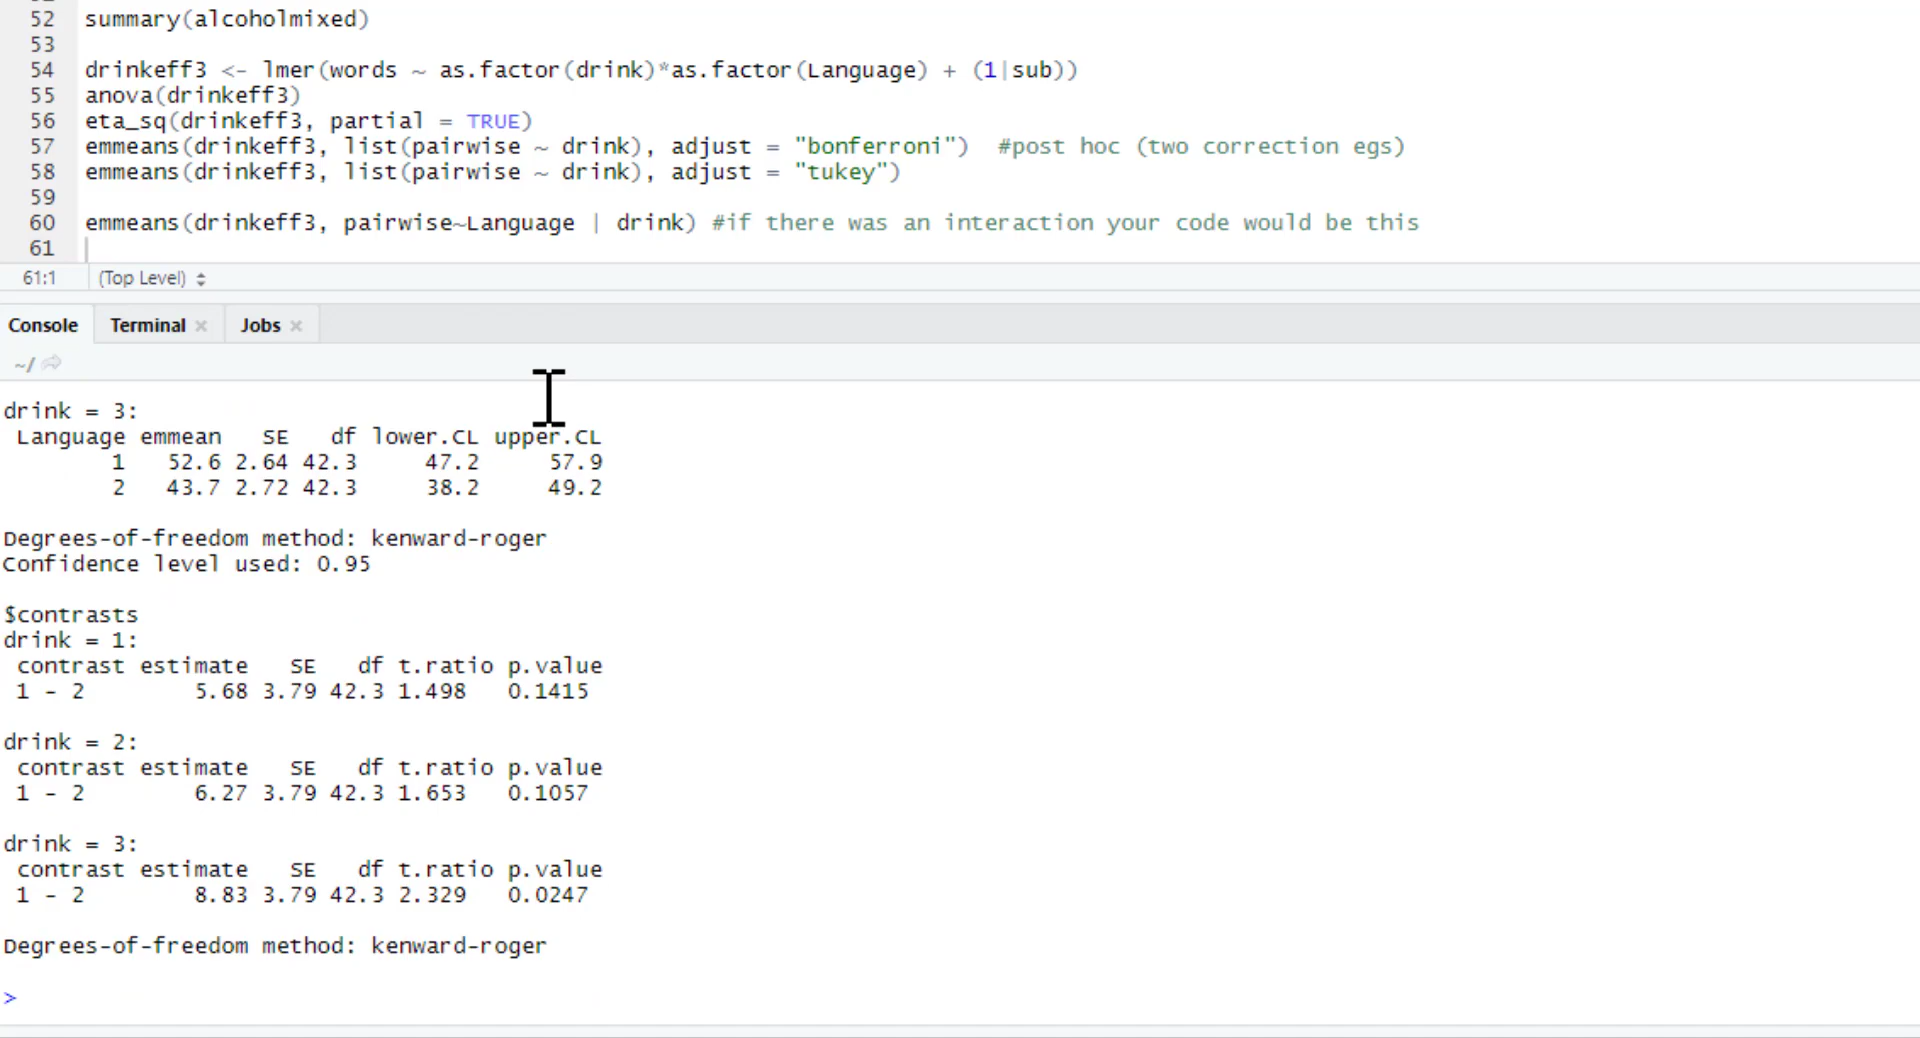 52 summary(alcoholmixed)
53
54 drinkeff3 <- lmer(words ~ as.factor(drink)*as.factor(Language) + (1|sub))
55 anova(drinkeff3)
56 eta_sq(drinkeff3, partial = TRUE)
57 emmeans(drinkeff3, list(pairwise ~ drink), adjust = "bonferroni")  #post hoc (two correction egs)
58 emmeans(drinkeff3, list(pairwise ~ drink), adjust = "tukey")
59
60 emmeans(drinkeff3, pairwise~Language | drink) #if there was an interaction your code would be this
61
61:1 (Top Level)
Console Terminal × Jobs ×
~/
drink = 3:
 Language emmean   SE   df lower.CL upper.CL
        1   52.6 2.64 42.3     47.2     57.9
        2   43.7 2.72 42.3     38.2     49.2
Degrees-of-freedom method: kenward-roger
Confidence level used: 0.95
$contrasts
drink = 1:
 contrast estimate   SE   df t.ratio p.value
 1 - 2        5.68 3.79 42.3 1.498   0.1415
drink = 2:
 contrast estimate   SE   df t.ratio p.value
 1 - 2        6.27 3.79 42.3 1.653   0.1057
drink = 3:
 contrast estimate   SE   df t.ratio p.value
 1 - 2        8.83 3.79 42.3 2.329   0.0247
Degrees-of-freedom method: kenward-roger
>